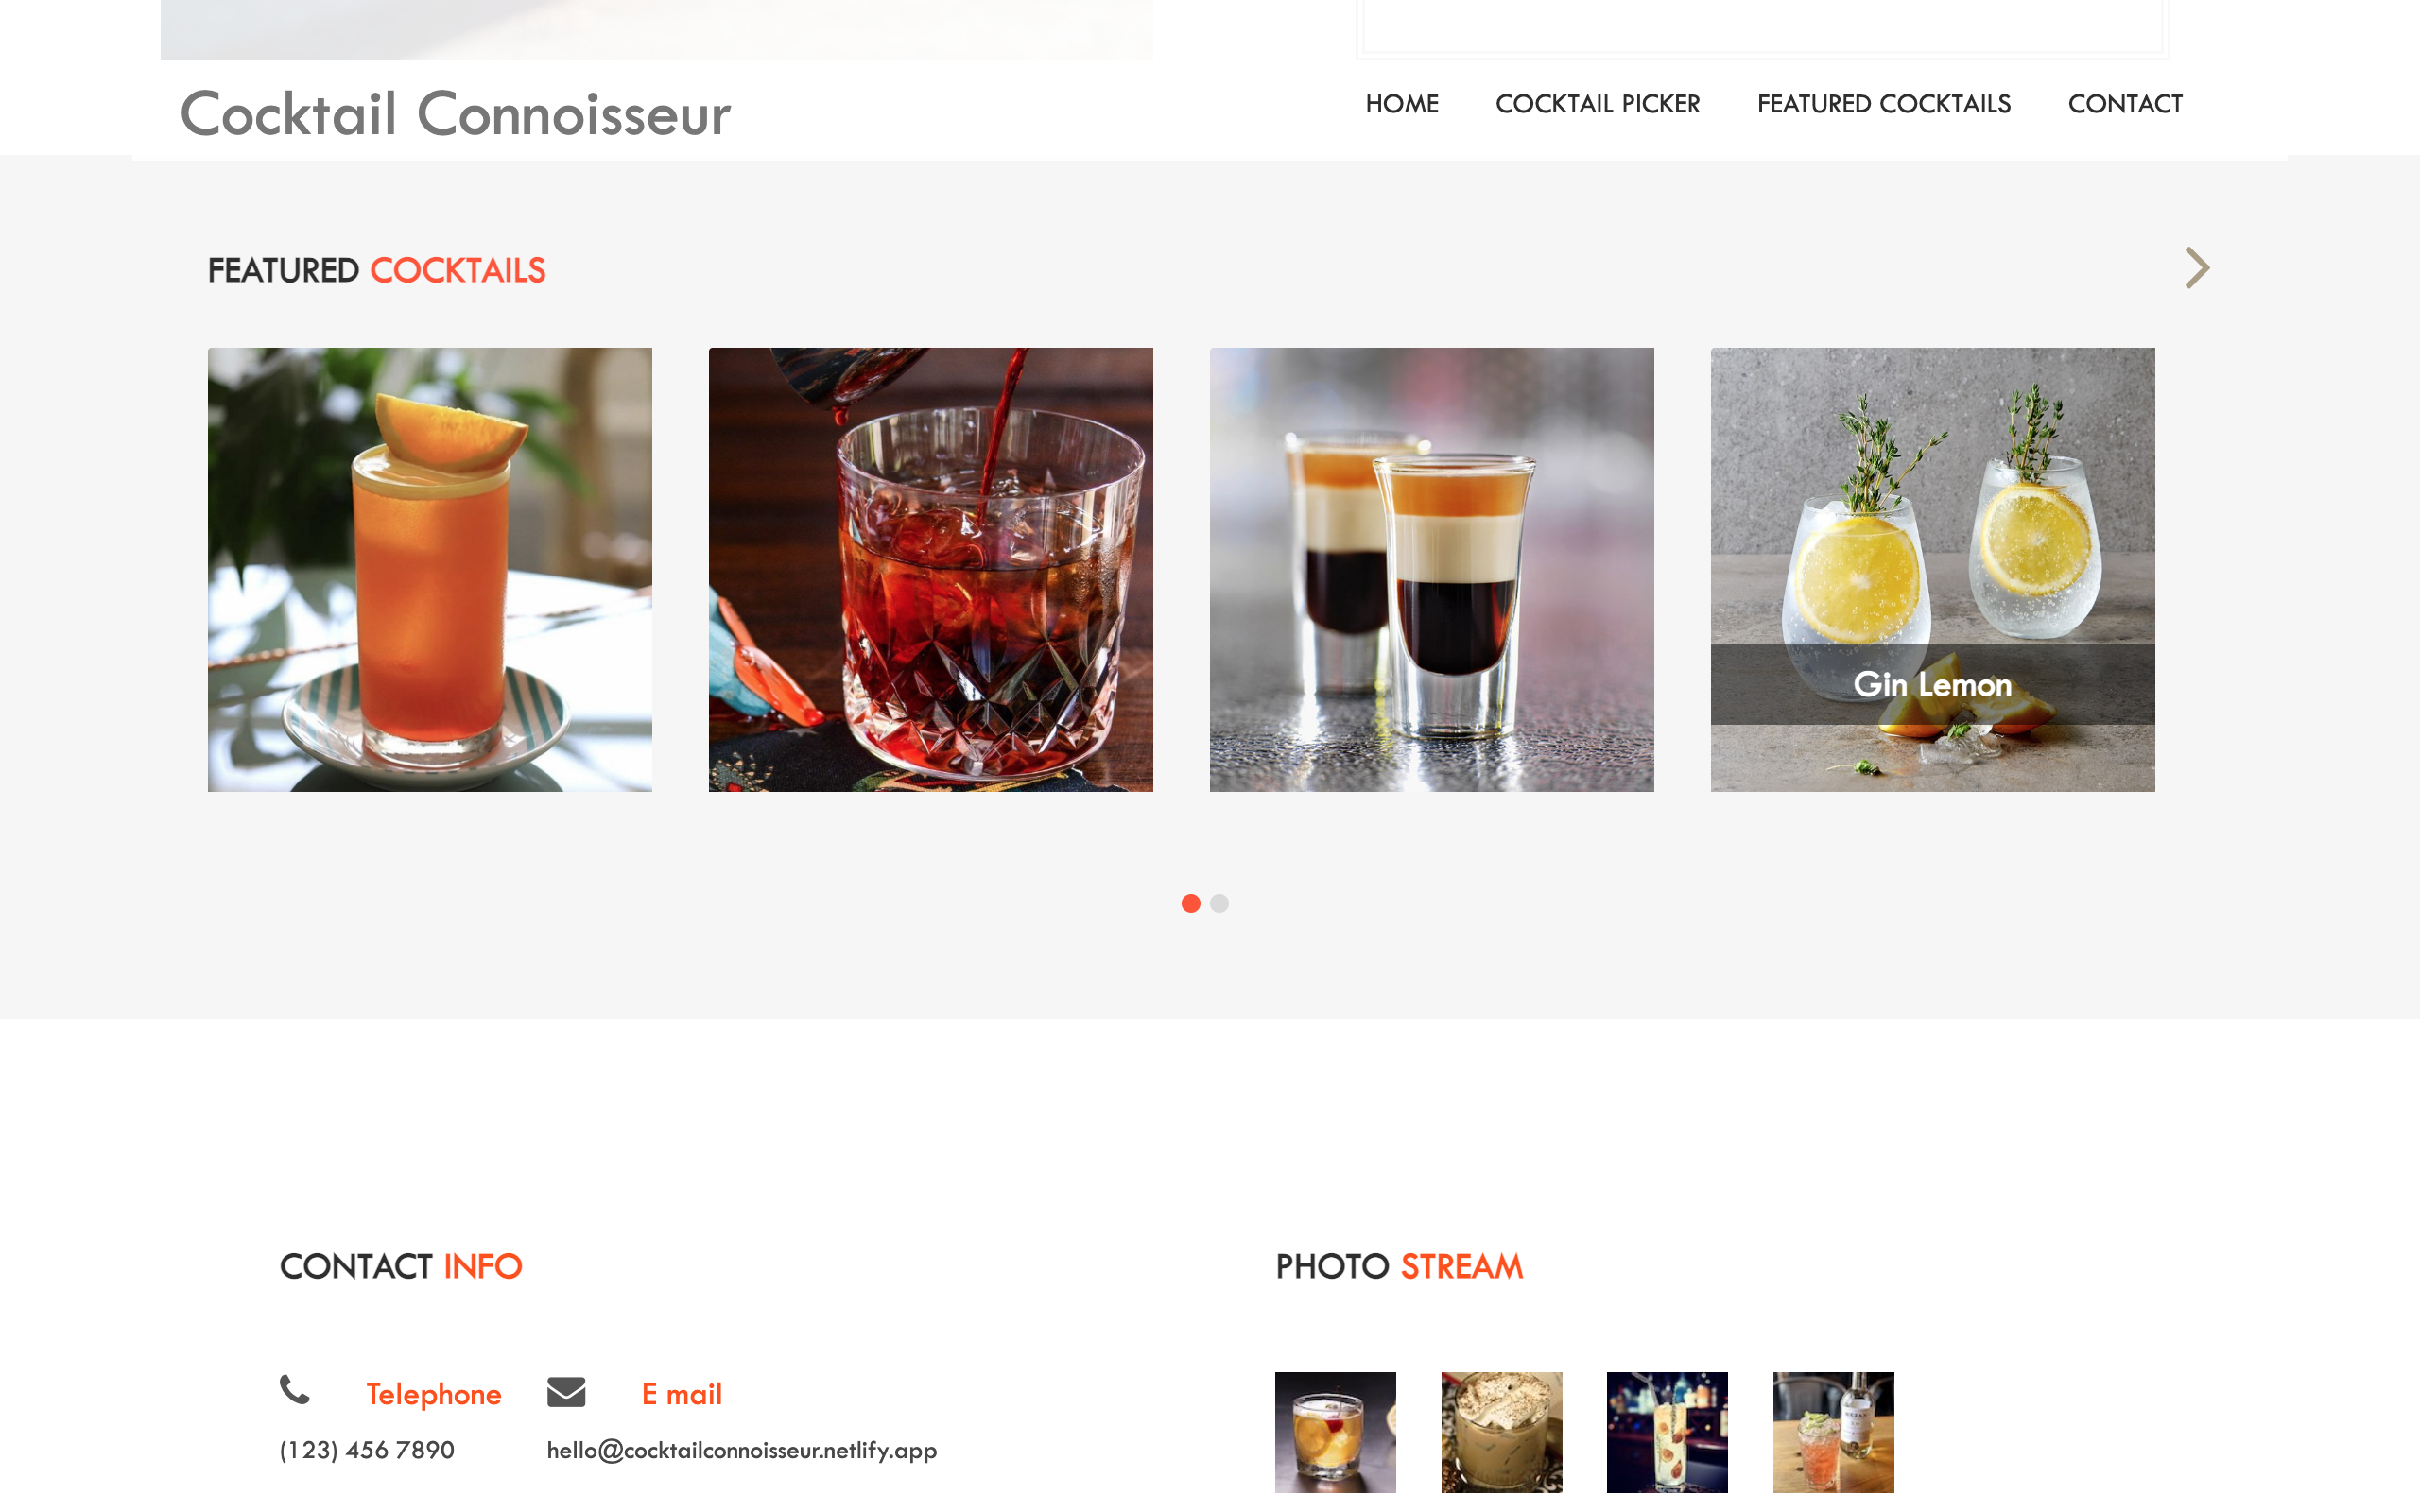 Cocktail Connoisseur
HOME COCKTAIL PICKER FEATURED COCKTAILS CONTACT
FEATURED COCKTAILS
Gin Lemon
CONTACT INFO
Telephone
(123) 456 7890
E mail
hello@cocktailconnoisseur.netlify.app
PHOTO STREAM